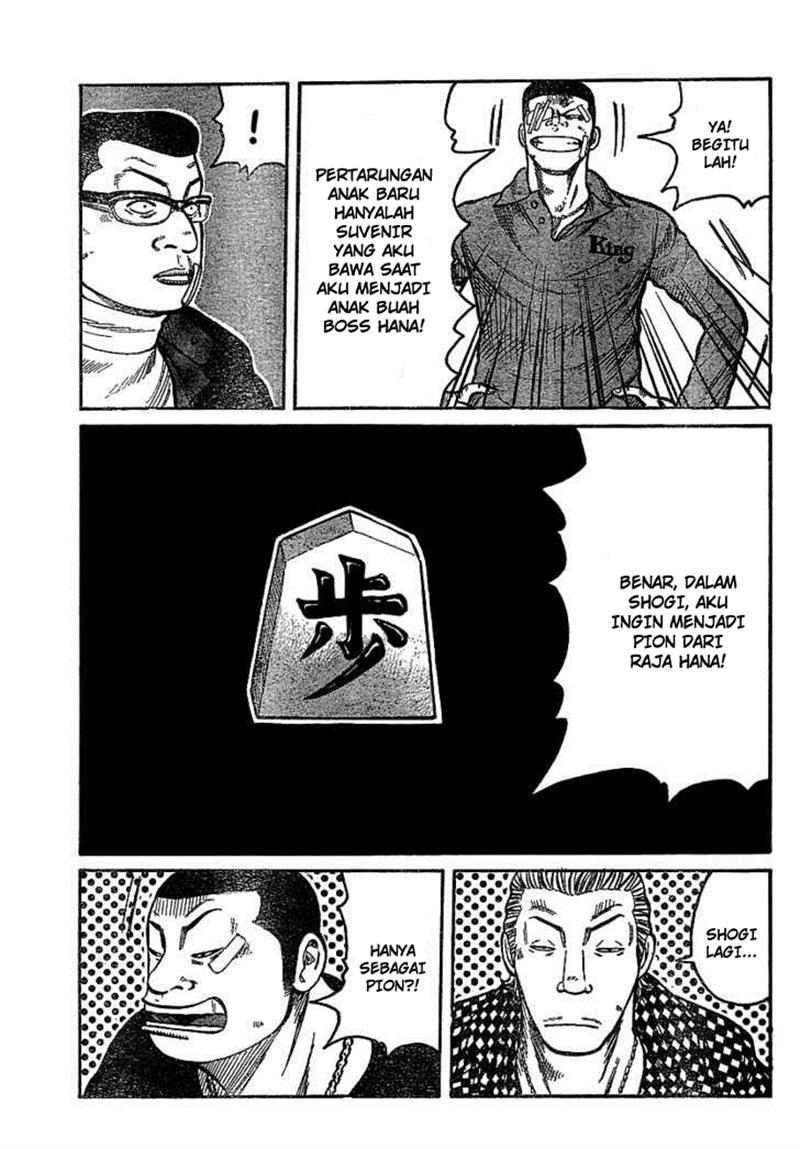 YA!
BEGITU
LAH!
King
PERTARUNGAN
ANAK BARU
HANYALAH
SUVENIR
YANG AKU
BAWA SAAT
AKU MENJADI
ANAK BUAH
BOSS HANA!
!
BENAR, DALAM
SHOGI, AKU
INGIN MENJADI
PION DARI
RAJA HANA!
歩
SHOGI
LAGI...
HANYA
SEBAGAI
PION?!